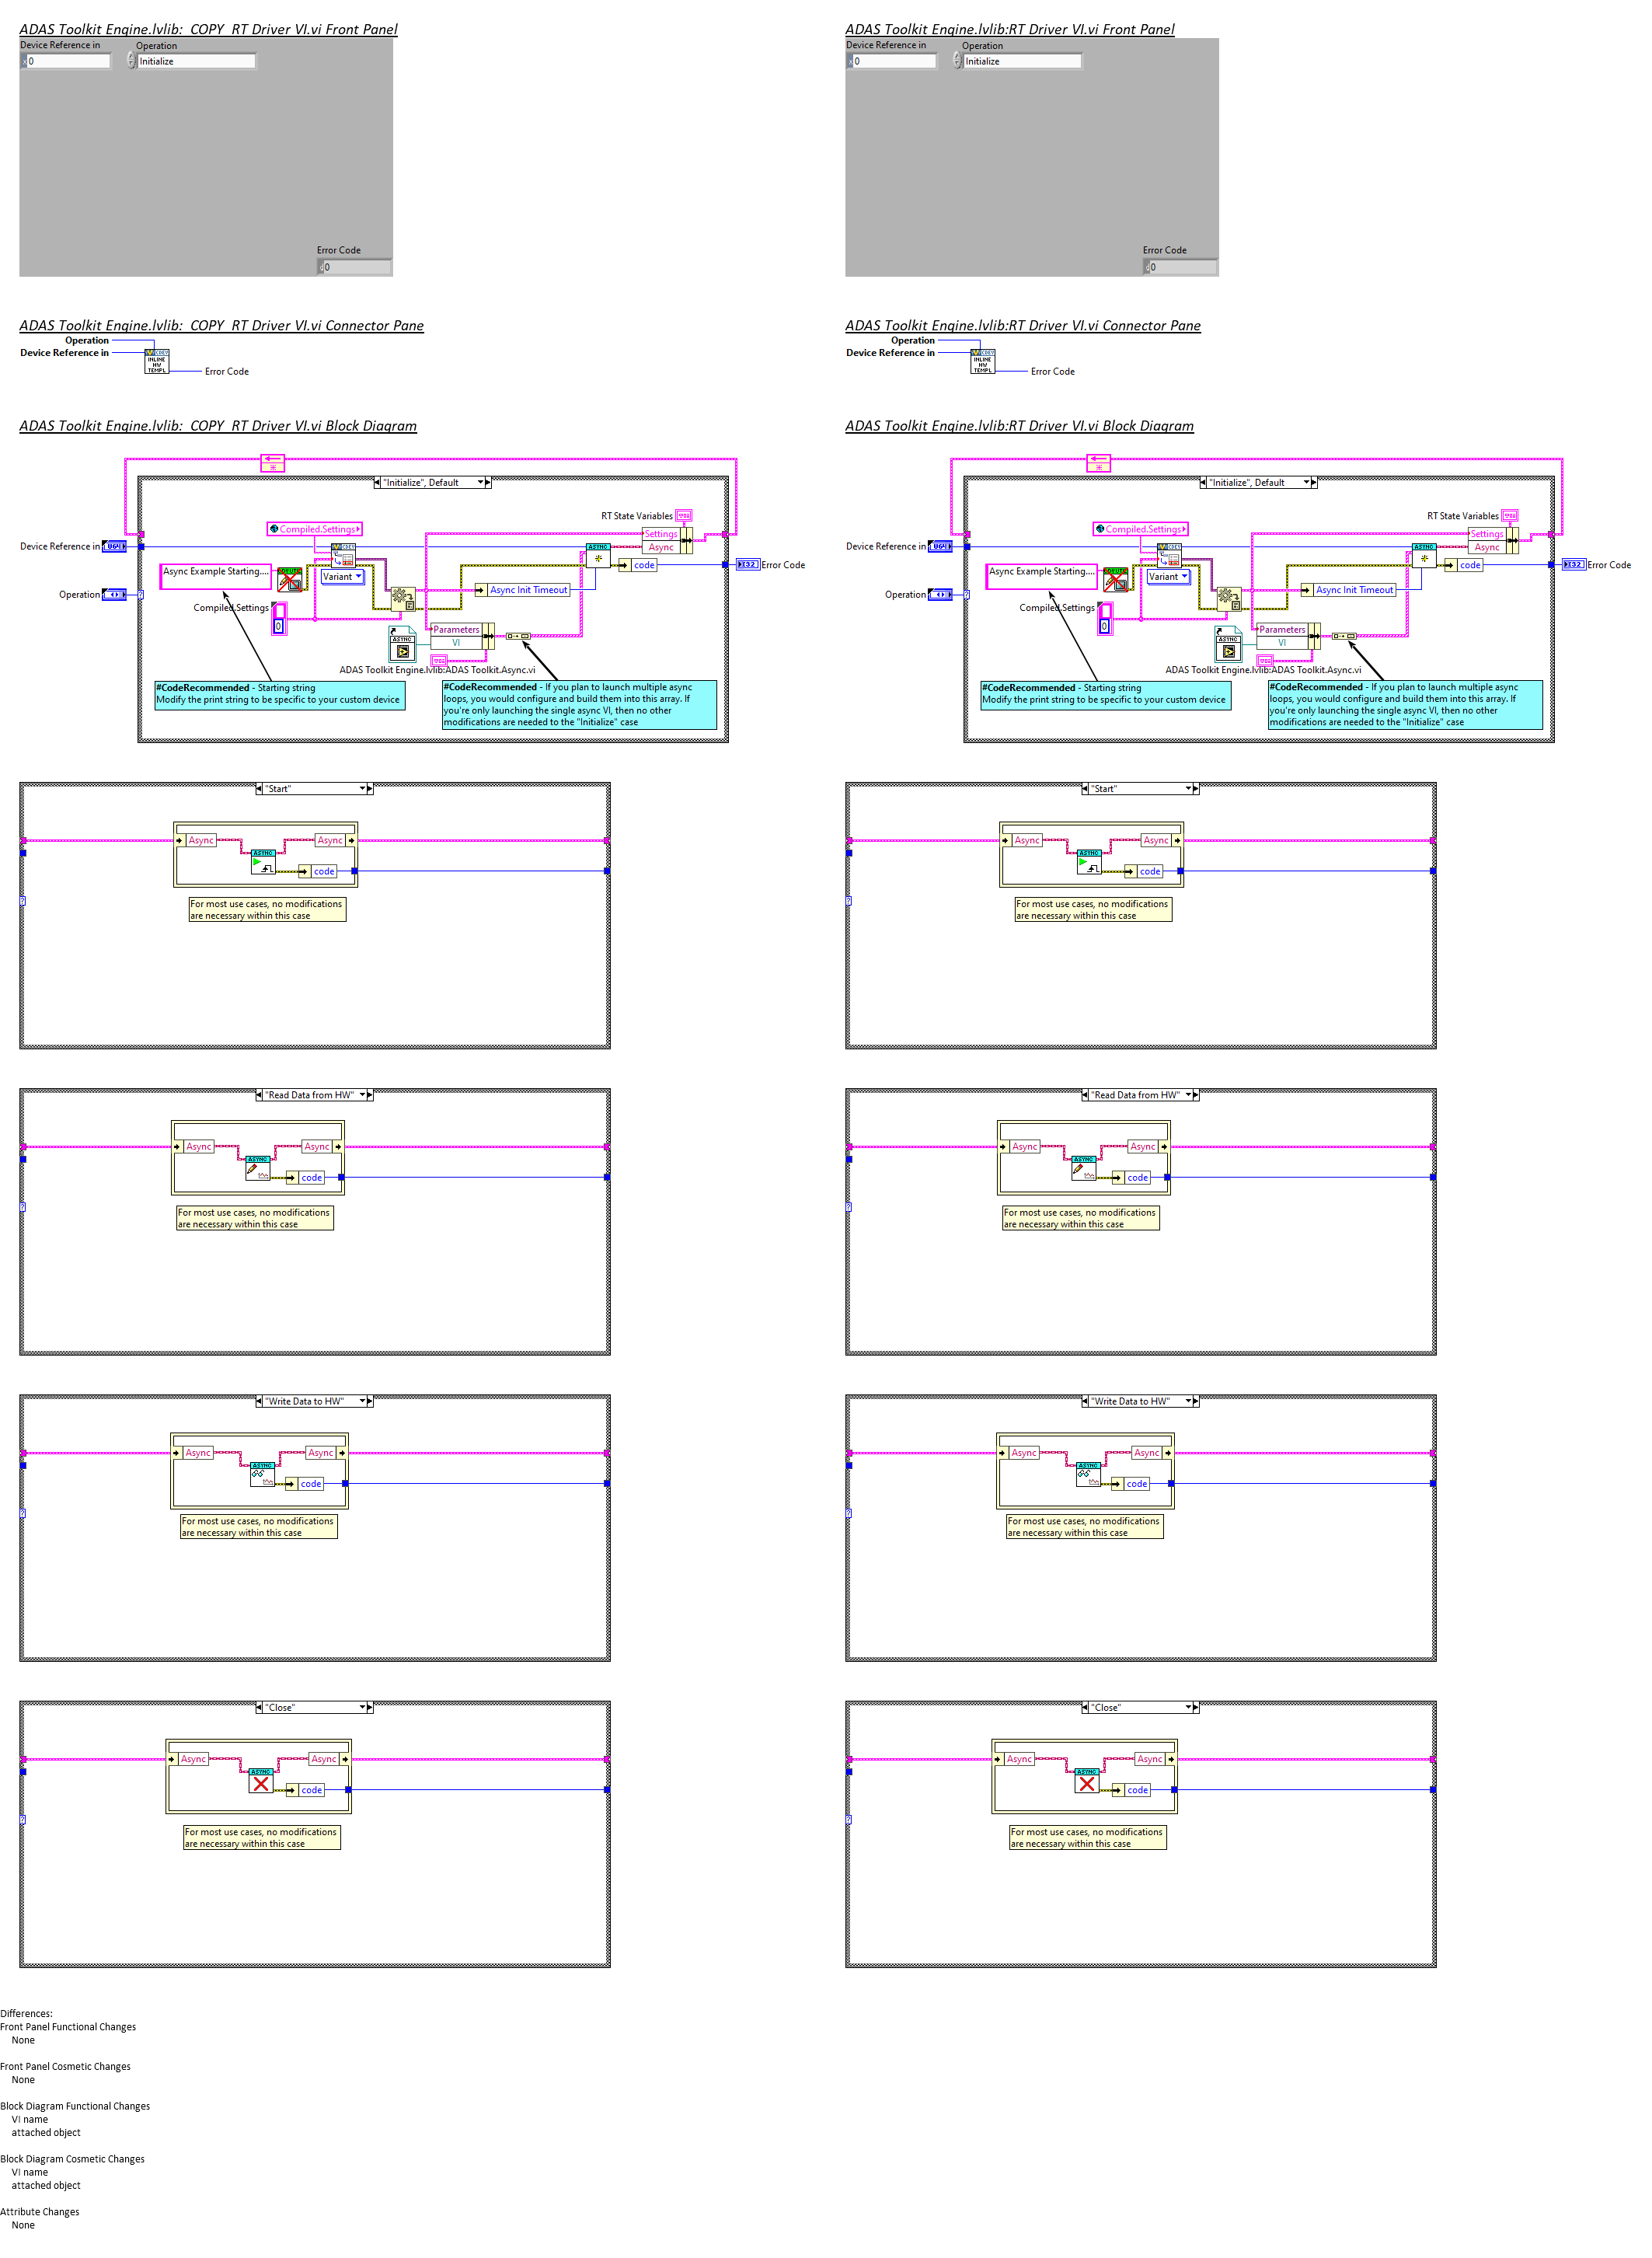 ADAS Toolkit Engine.lvlib:  COPY  RT Driver VI.vi Front Panel
Device Reference in
Operation
0
Initialize
Error Code
0
ADAS Toolkit Engine.lvlib:  COPY  RT Driver VI.vi Connector Pane
Operation
Device Reference in
INLINE
HW
TEMPL
Error Code
ADAS Toolkit Engine.lvlib:  COPY  RT Driver VI.vi Block Diagram
"Initialize", Default
RT State Variables
Compiled.Settings
Settings
Async
Device Reference in
ASYNC
code
I32
Error Code
Async Example Starting....
Variant
Async Init Timeout
Operation
Compiled.Settings
0
Parameters
VI
ASYNC
ADAS Toolkit Engine.lvlib:ADAS Toolkit.Async.vi
#CodeRecommended - Starting string
Modify the print string to be specific to your custom device
#CodeRecommended - If you plan to launch multiple async
loops, you would configure and build them into this array. If
you're only launching the single async VI, then no other
modifications are needed to the "Initialize" case
"Start"
Async
Async
ASYNC
code
For most use cases, no modifications
are necessary within this case
"Read Data from HW"
Async
Async
ASYNC
code
For most use cases, no modifications
are necessary within this case
"Write Data to HW"
Async
Async
ASYNC
code
For most use cases, no modifications
are necessary within this case
"Close"
Async
Async
ASYNC
code
For most use cases, no modifications
are necessary within this case
ADAS Toolkit Engine.lvlib:RT Driver VI.vi Front Panel
Device Reference in
Operation
0
Initialize
Error Code
0
ADAS Toolkit Engine.lvlib:RT Driver VI.vi Connector Pane
Operation
Device Reference in
INLINE
HW
TEMPL
Error Code
ADAS Toolkit Engine.lvlib:RT Driver VI.vi Block Diagram
"Initialize", Default
RT State Variables
Compiled.Settings
Settings
Async
Device Reference in
ASYNC
code
I32
Error Code
Async Example Starting....
Variant
Async Init Timeout
Operation
Compiled.Settings
0
Parameters
VI
ASYNC
ADAS Toolkit Engine.lvlib:ADAS Toolkit.Async.vi
#CodeRecommended - Starting string
Modify the print string to be specific to your custom device
#CodeRecommended - If you plan to launch multiple async
loops, you would configure and build them into this array. If
you're only launching the single async VI, then no other
modifications are needed to the "Initialize" case
"Start"
Async
Async
ASYNC
code
For most use cases, no modifications
are necessary within this case
"Read Data from HW"
Async
Async
ASYNC
code
For most use cases, no modifications
are necessary within this case
"Write Data to HW"
Async
Async
ASYNC
code
For most use cases, no modifications
are necessary within this case
"Close"
Async
Async
ASYNC
code
For most use cases, no modifications
are necessary within this case
Differences:
Front Panel Functional Changes
None
Front Panel Cosmetic Changes
None
Block Diagram Functional Changes
VI name
attached object
Block Diagram Cosmetic Changes
VI name
attached object
Attribute Changes
None